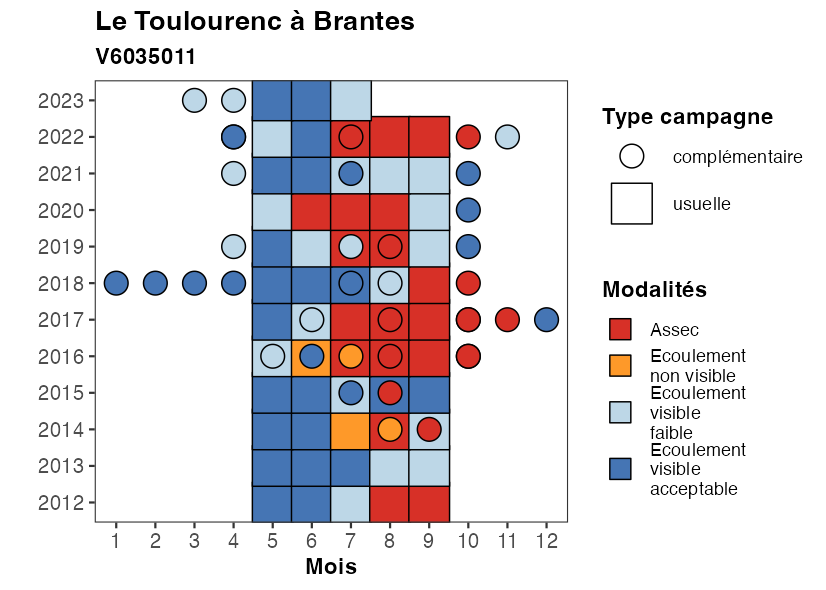 Le Toulourenc à Brantes
V6035011
2023
2022
2021
2020
2019
2018
2017
2016
2015
2014
2013
2012
1 2 3 4 5 6 7 8 9 10 11 12
Mois
Type campagne
complémentaire
usuelle
Modalités
Assec
Ecoulement
non visible
Ecoulement
visible
faible
Ecoulement
visible
acceptable